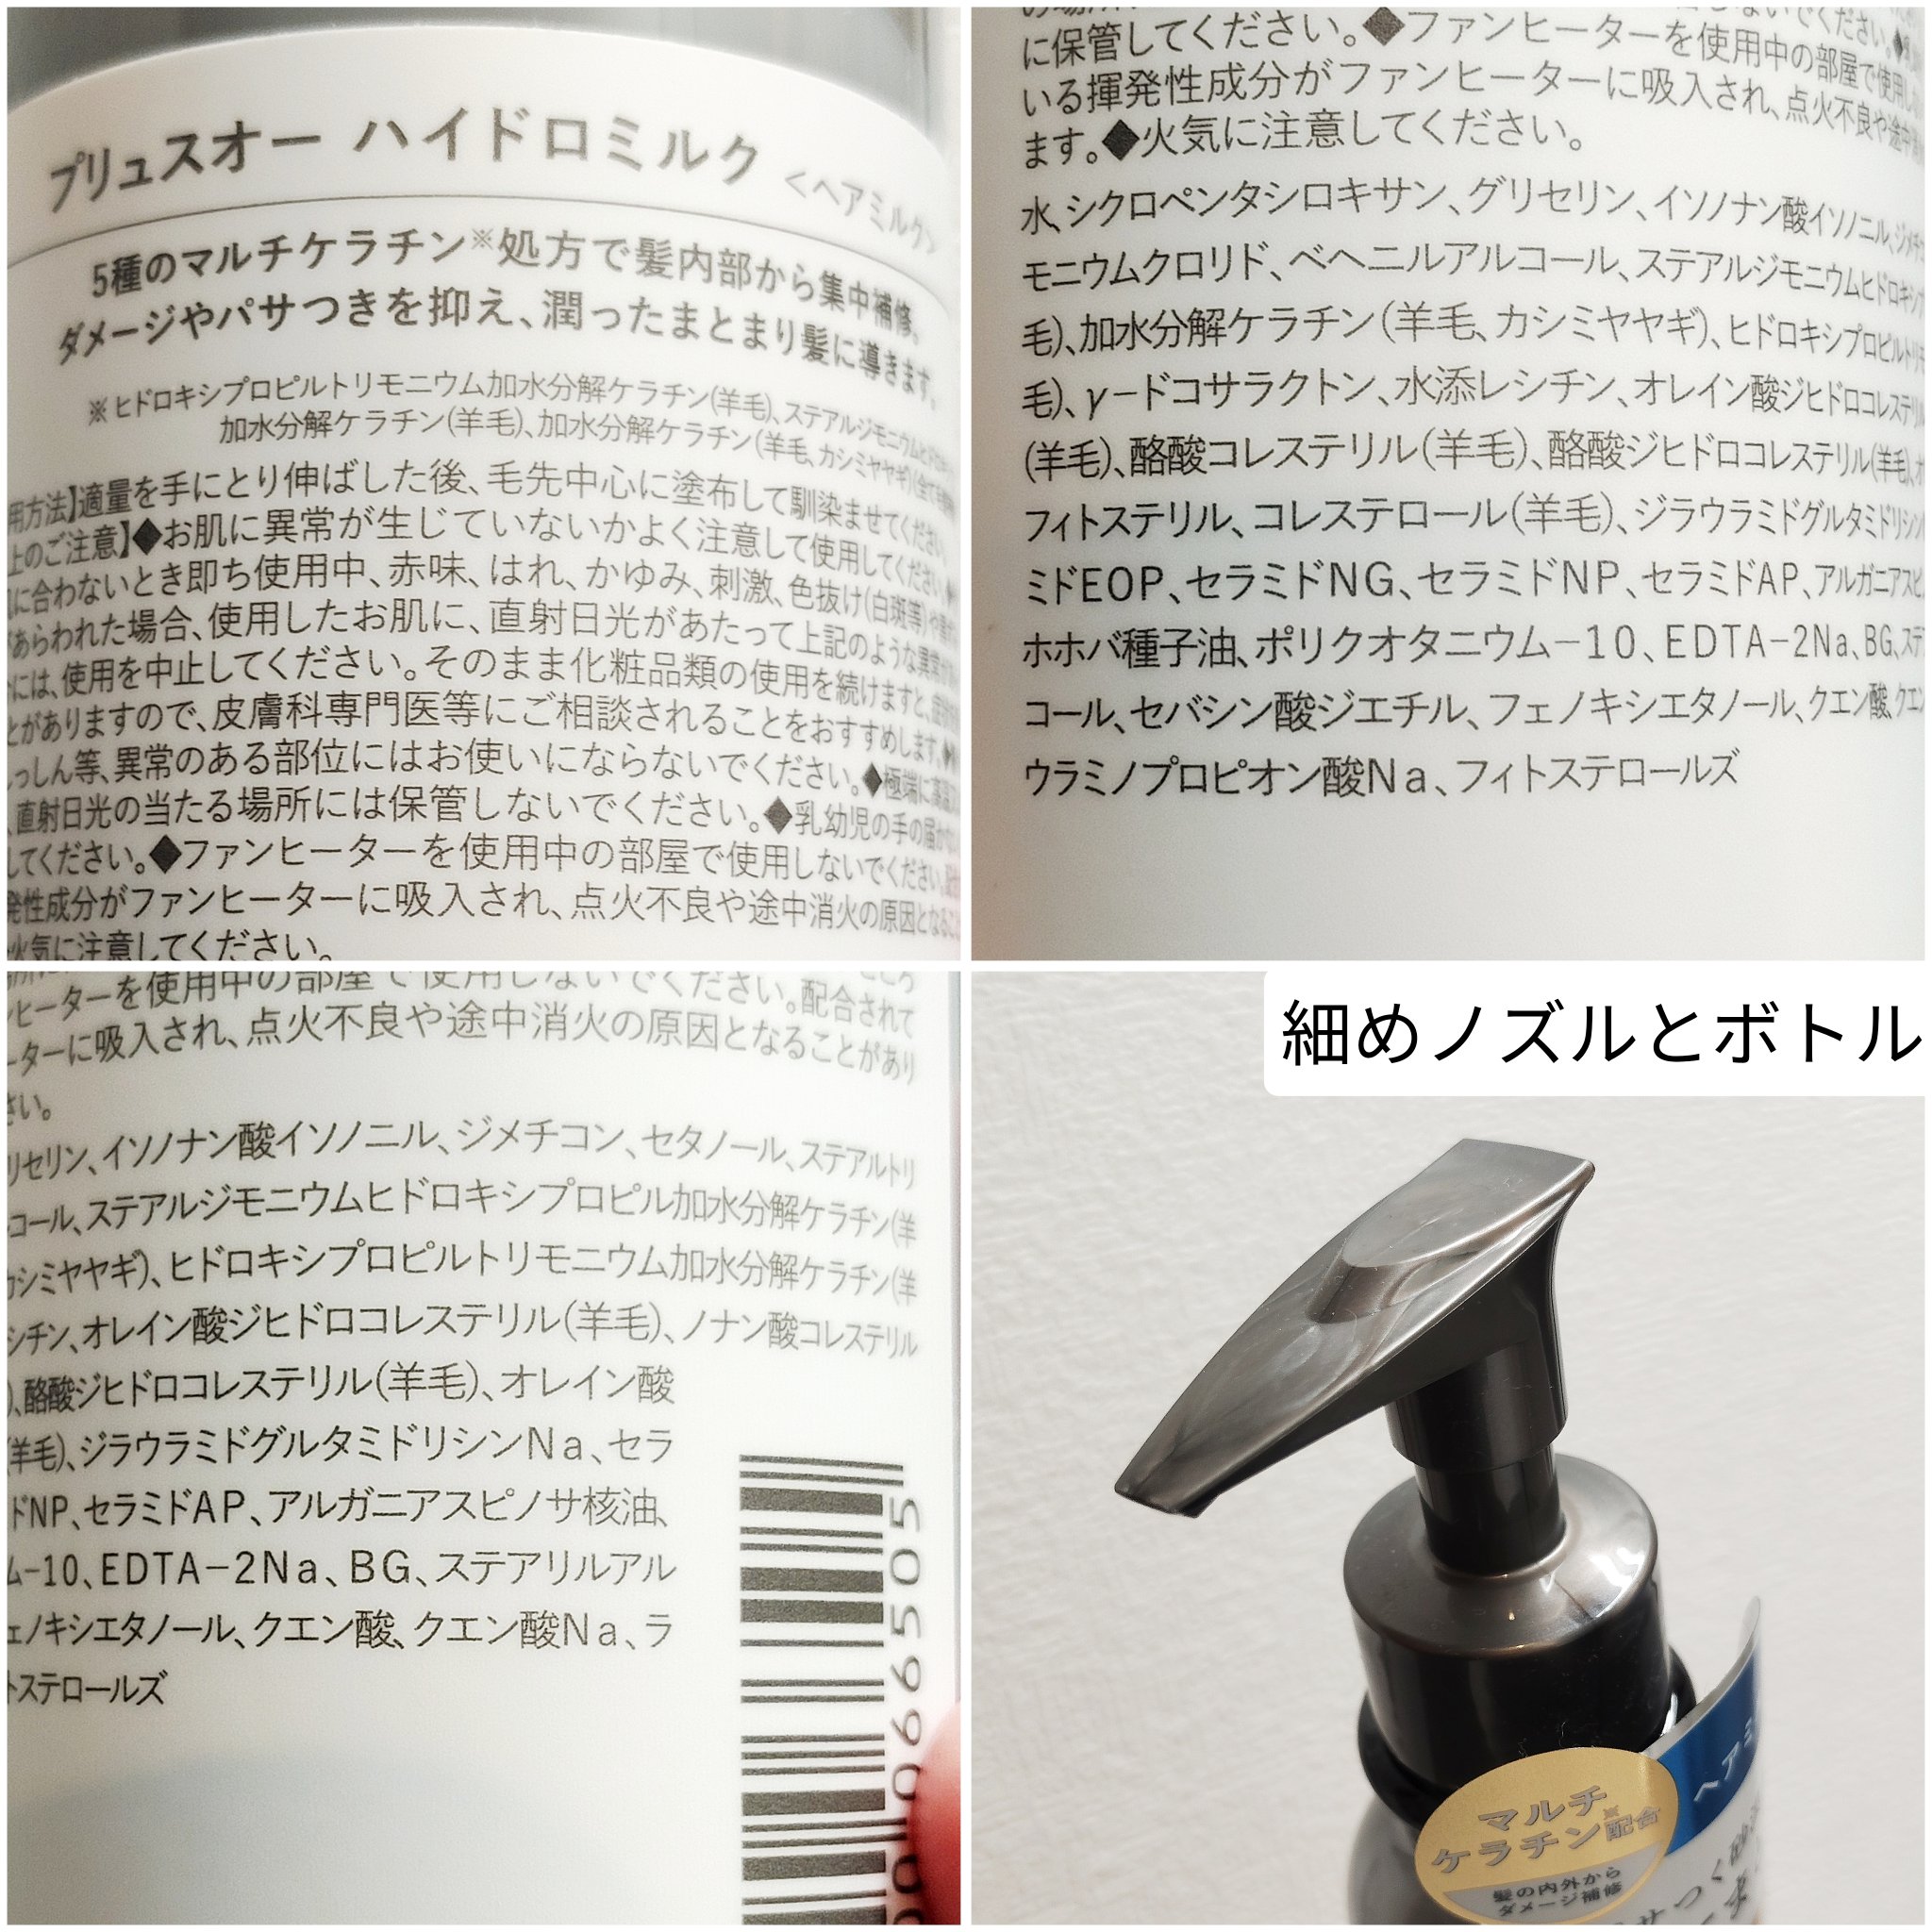 プリュスオー ハイドロミルク <ヘアミルク>
5種のマルチケラチン※処方で髪内部から集中補修。
ダメージやパサつきを抑え、潤ったまとまり髪に導きます。
※ヒドロキシプロピルトリモニウム加水分解ケラチン(羊毛)、ステアルジモニウム
加水分解ケラチン(羊毛)、加水分解ケラチン(羊毛、カシミヤヤギ)
用方法】適量を手にとり伸ばした後、毛先中心に塗布して馴染ませてください。
上のご注意】◆お肌に異常が生じていないかよく注意して使用してください。
に合わないとき即ち使用中、赤味、はれ、かゆみ、刺激、色抜け(白斑等)や
があらわれた場合、使用したお肌に、直射日光があたって上記のような異常が
には、使用を中止してください。そのまま化粧品類の使用を続けますと、
とがありますので、皮膚科専門医等にご相談されることをおすすめします。
っしん等、異常のある部位にはお使いにならないでください。◆極端に高温
、直射日光の当たる場所には保管しないでください。◆乳幼児の手の届か
してください。◆ファンヒーターを使用中の部屋で使用しないでください。
発性成分がファンヒーターに吸入され、点火不良や途中消火の原因となる
火気に注意してください。
に保管してください。◆ファンヒーターを使用中の部屋で使用し
いる揮発性成分がファンヒーターに吸入され、点火不良や途中
ます。◆火気に注意してください。
水、シクロペンタシロキサン、グリセリン、イソノナン酸イソノニル、ジメチ
モニウムクロリド、ベヘニルアルコール、ステアルジモニウムヒドロキシ
毛)、加水分解ケラチン(羊毛、カシミヤヤギ)、ヒドロキシプロピルトリモ
毛)、γ-ドコサラクトン、水添レシチン、オレイン酸ジヒドロコレステリ
(羊毛)、酪酸コレステリル(羊毛)、酪酸ジヒドロコレステリル(羊毛)、オ
フィトステリル、コレステロール(羊毛)、ジラウラミドグルタミドリシン
ミドEOP、セラミドNG、セラミドNP、セラミドAP、アルガニアスピ
ホホバ種子油、ポリクオタニウム-10、EDTA-2Na、BG、ステ
コール、セバシン酸ジエチル、フェノキシエタノール、クエン酸、クエン
ウラミノプロピオン酸Na、フィトステロールズ
ンヒーターを使用中の部屋で使用しないでください。配合されて
ーターに吸入され、点火不良や途中消火の原因となることがあり
さい。
リセリン、イソノナン酸イソノニル、ジメチコン、セタノール、ステアルトリ
コール、ステアルジモニウムヒドロキシプロピル加水分解ケラチン(羊
カシミヤヤギ)、ヒドロキシプロピルトリモニウム加水分解ケラチン(羊
シチン、オレイン酸ジヒドロコレステリル(羊毛)、ノナン酸コレステリル
)、酪酸ジヒドロコレステリル(羊毛)、オレイン酸
(羊毛)、ジラウラミドグルタミドリシンNa、セラ
ドNP、セラミドAP、アルガニアスピノサ核油、
ム-10、EDTA-2Na、BG、ステアリルアル
ェノキシエタノール、クエン酸、クエン酸Na、ラ
トステロールズ
066505
細めノズルとボトル
マルチ
ケラチン※配合
髪の内外から
ダメージ補修
ヘアミ